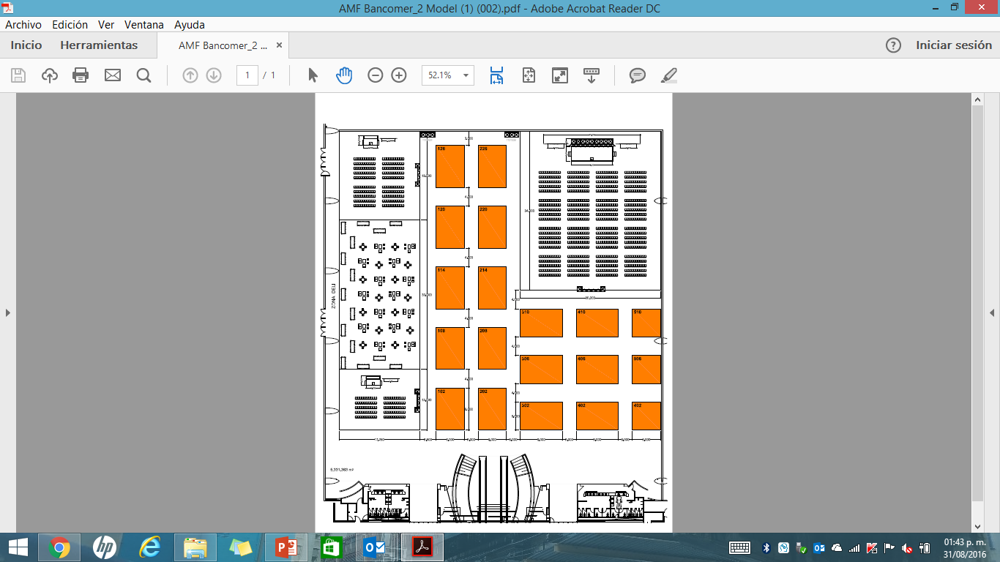 AMF Bancomer_2 Model (1) (002).pdf - Adobe Acrobat Reader DC
Archivo Edición Ver Ventana Ayuda
Inicio Herramientas AMF Bancomer_2 ... × ? Iniciar sesión
1 / 1 52.1%
126 226
120 220
114 214
108 208
102 202
310 410 510
306 406 506
302 402 402
ZONA DELI
01:43 p. m.
31/08/2016